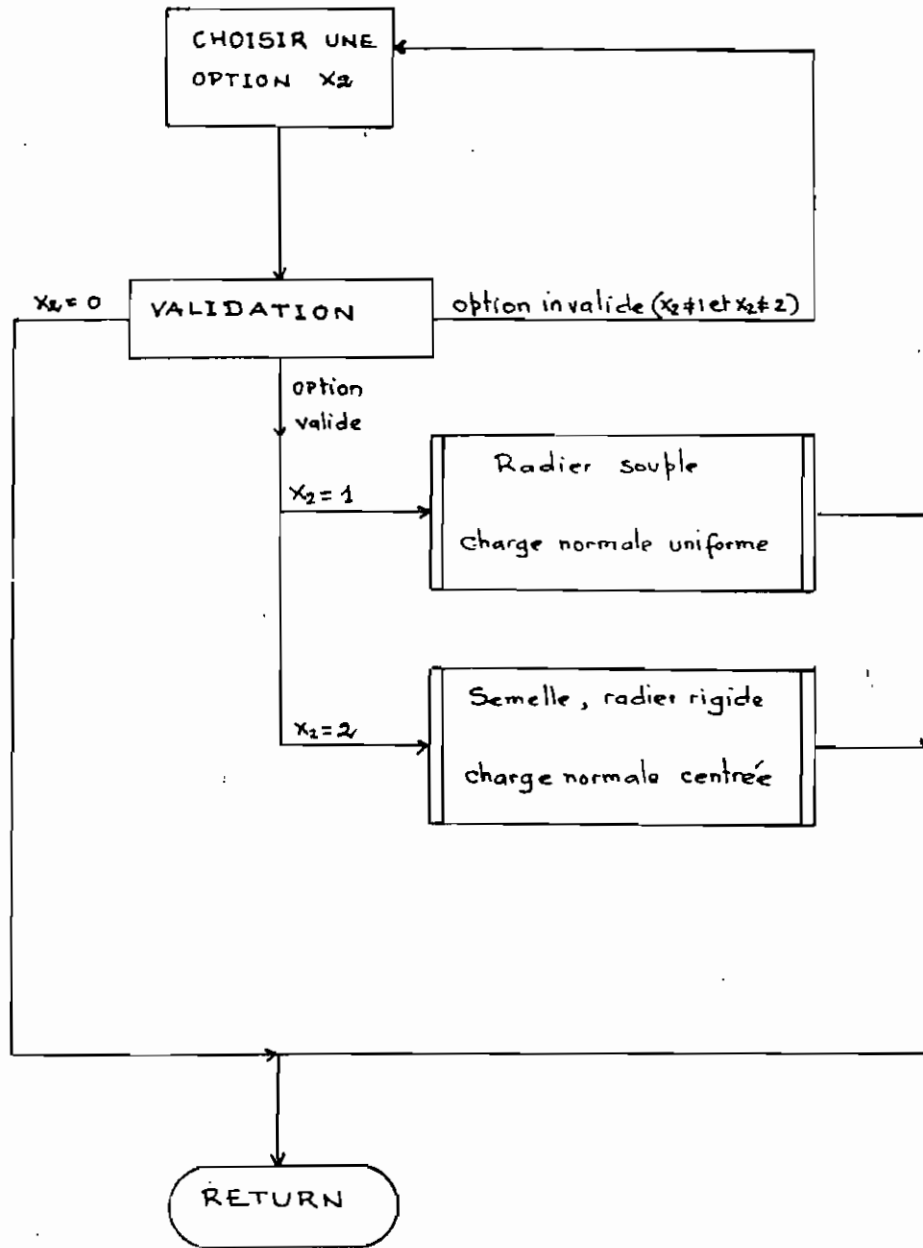 CHOISIR UNE
OPTION X2
X2 = 0
VALIDATION
option invalide (x2≠1 et x2≠2)
option
valide
X2 = 1
Radier souple
charge normale uniforme
X2 = 2
Semelle, radier rigide
charge normale centrée
RETURN